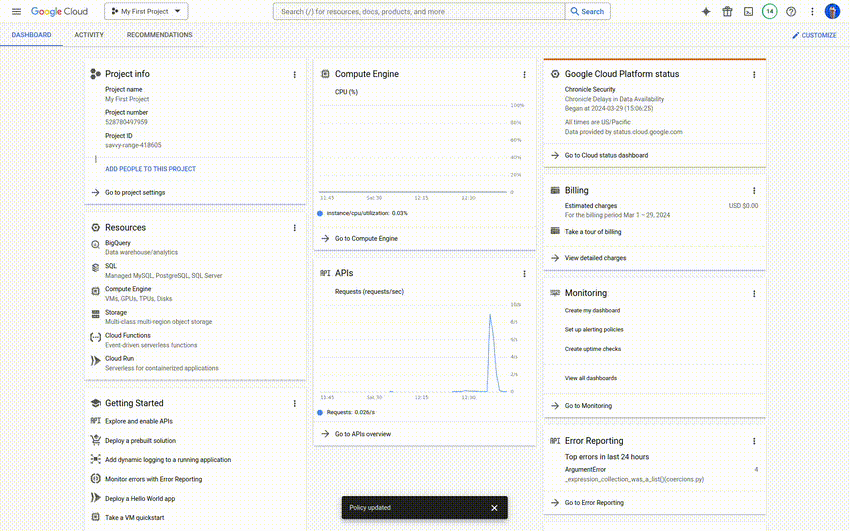 Google Cloud
My First Project
Search (/) for resources, docs, products, and more
Search
14
DASHBOARD
ACTIVITY
RECOMMENDATIONS
CUSTOMIZE
Project info
Project name
My First Project
Project number
528780497959
Project ID
savvy-range-418605
ADD PEOPLE TO THIS PROJECT
Go to project settings
Resources
BigQuery
Data warehouse/analytics
SQL
Managed MySQL, PostgreSQL, SQL Server
Compute Engine
VMs, GPUs, TPUs, Disks
Storage
Multi-class multi-region object storage
Cloud Functions
Event-driven serverless functions
Cloud Run
Serverless for containerized applications
Getting Started
API Explore and enable APIs
Deploy a prebuilt solution
Add dynamic logging to a running application
Monitor errors with Error Reporting
Deploy a Hello World app
Take a VM quickstart
Compute Engine
CPU (%)
100%
80%
60%
40%
20%
0
11:45
Sat 30
12:15
instance/cpu/utilization: 0.03%
Go to Compute Engine
API APIs
Requests (requests/sec)
6/s
4/s
2/s
0
11:45
Sat 30
12:15
Requests: 0.026/s
Go to APIs overview
Policy updated
Google Cloud Platform status
Chronicle Security
Chronicle Delays in Data Availability
Began at 2024-03-29 (15:06:25)
All times are US/Pacific
Data provided by status.cloud.google.com
Go to Cloud status dashboard
Billing
Estimated charges
USD $0.00
For the billing period Mar 1 – 29, 2024
Take a tour of billing
View detailed charges
Monitoring
Create my dashboard
Set up alerting policies
Create uptime checks
View all dashboards
Go to Monitoring
API Error Reporting
Top errors in last 24 hours
ArgumentError
4
_expression_collection_was_a_list()(coercions.py)
Go to Error Reporting